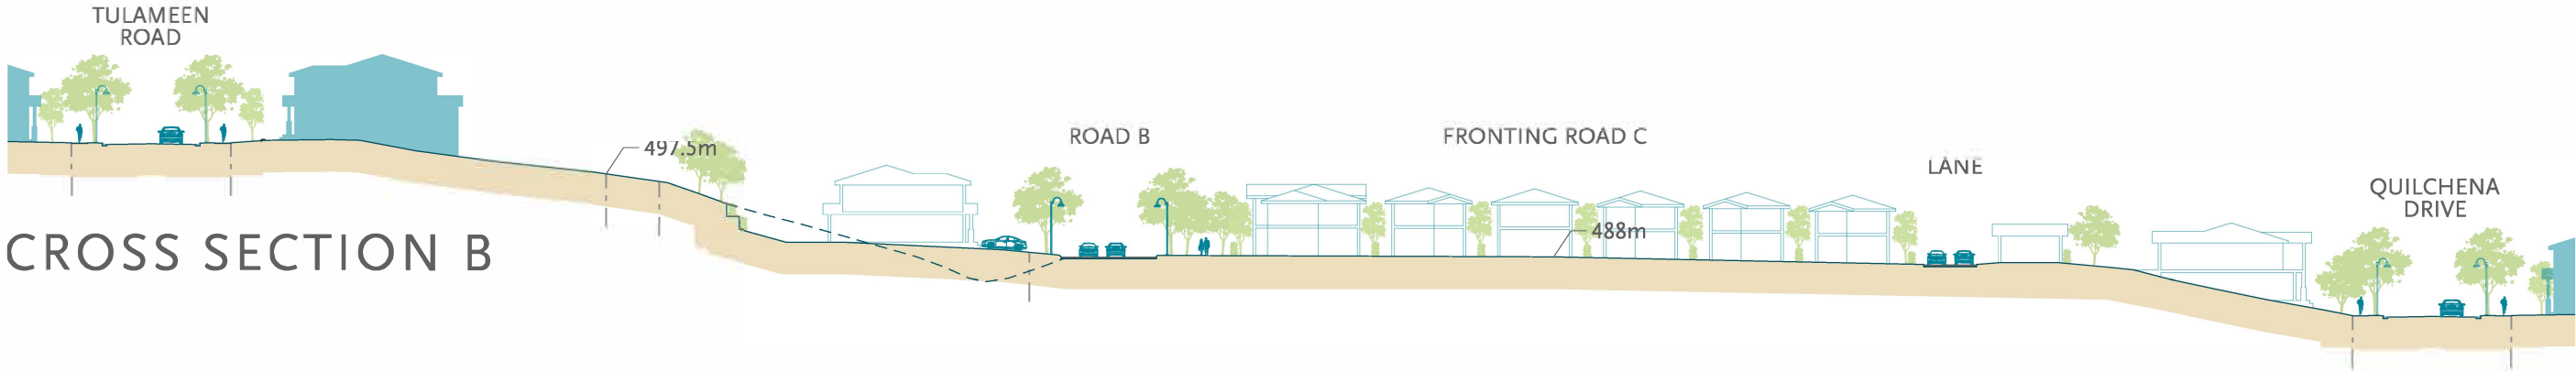 TULAMEEN
ROAD
497.5m
ROAD B
FRONTING ROAD C
LANE
QUILCHENA
DRIVE
488m
CROSS SECTION B